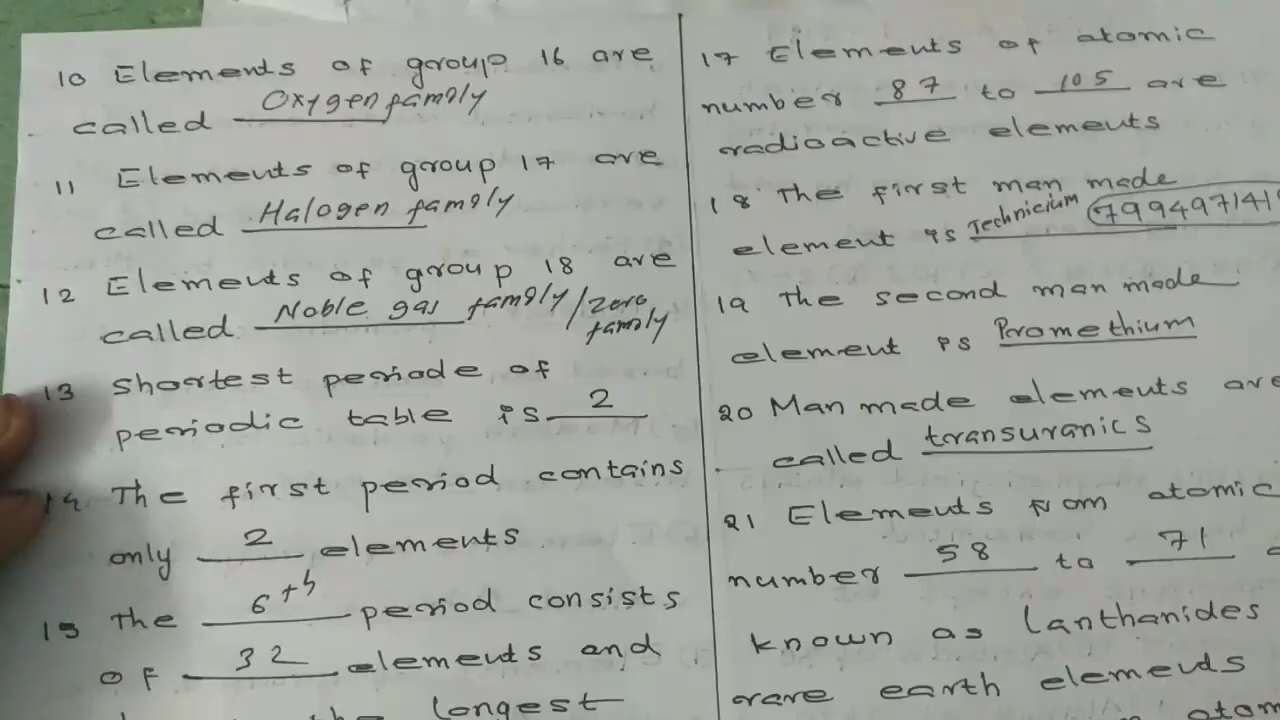 10 Elements of group 16 are
called Oxygen family
11 Elements of group 17 are
called Halogen family
12 Elements of group 18 are
called Noble gas family/zero
family
13 Shortest periode of
periodic table is 2
14 The first period contains
only 2 elements
15 The 6th period consists
of 32 elements and
the longest
17 Elements of atomic
number 87 to 105 are
radioactive elements
18 The first man made
element is Technicium 799497141
19 The second man made
element is Promethium
20 Man made elements are
called transuranics
21 Elements from atomic
number 58 to 71
known as lanthanides
rare earth elements
atom